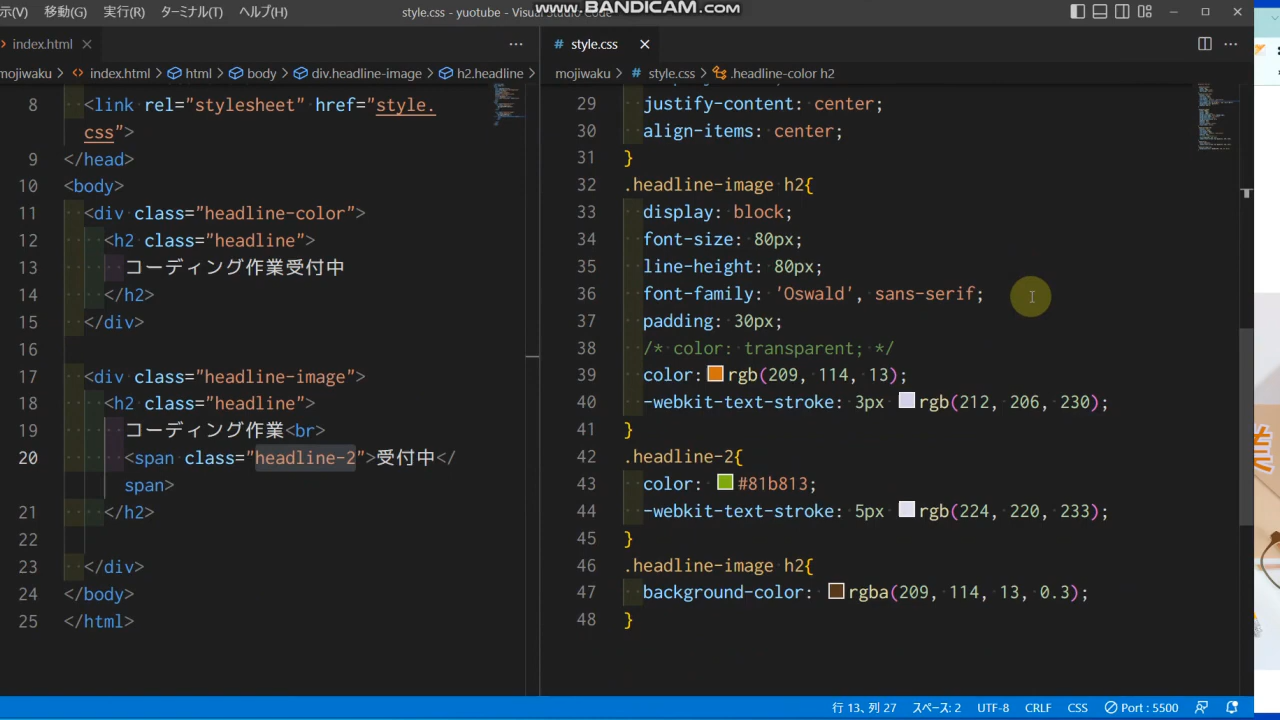 示(V) 移動(G) 実行(R) ターミナル(T) ヘルプ(H) style.css - yuotube - Visual Studio Code
WWW.BANDICAM.COM
index.html
style.css
mojiwaku > index.html > html > body > div.headline-image > h2.headline >
mojiwaku > style.css > .headline-color h2
8 <link rel="stylesheet" href="style.
css">
9 </head>
10 <body>
11 <div class="headline-color">
12 <h2 class="headline">
13 コーディング作業受付中
14 </h2>
15 </div>
16
17 <div class="headline-image">
18 <h2 class="headline">
19 コーディング作業<br>
20 <span class="headline-2">受付中</
span>
21 </h2>
22
23 </div>
24 </body>
25 </html>
29 justify-content: center;
30 align-items: center;
31 }
32 .headline-image h2{
33 display: block;
34 font-size: 80px;
35 line-height: 80px;
36 font-family: 'Oswald', sans-serif;
37 padding: 30px;
38 /* color: transparent; */
39 color: rgb(209, 114, 13);
40 -webkit-text-stroke: 3px rgb(212, 206, 230);
41 }
42 .headline-2{
43 color: #81b813;
44 -webkit-text-stroke: 5px rgb(224, 220, 233);
45 }
46 .headline-image h2{
47 background-color: rgba(209, 114, 13, 0.3);
48 }
行 13、列 27 スペース: 2 UTF-8 CRLF CSS Port : 5500